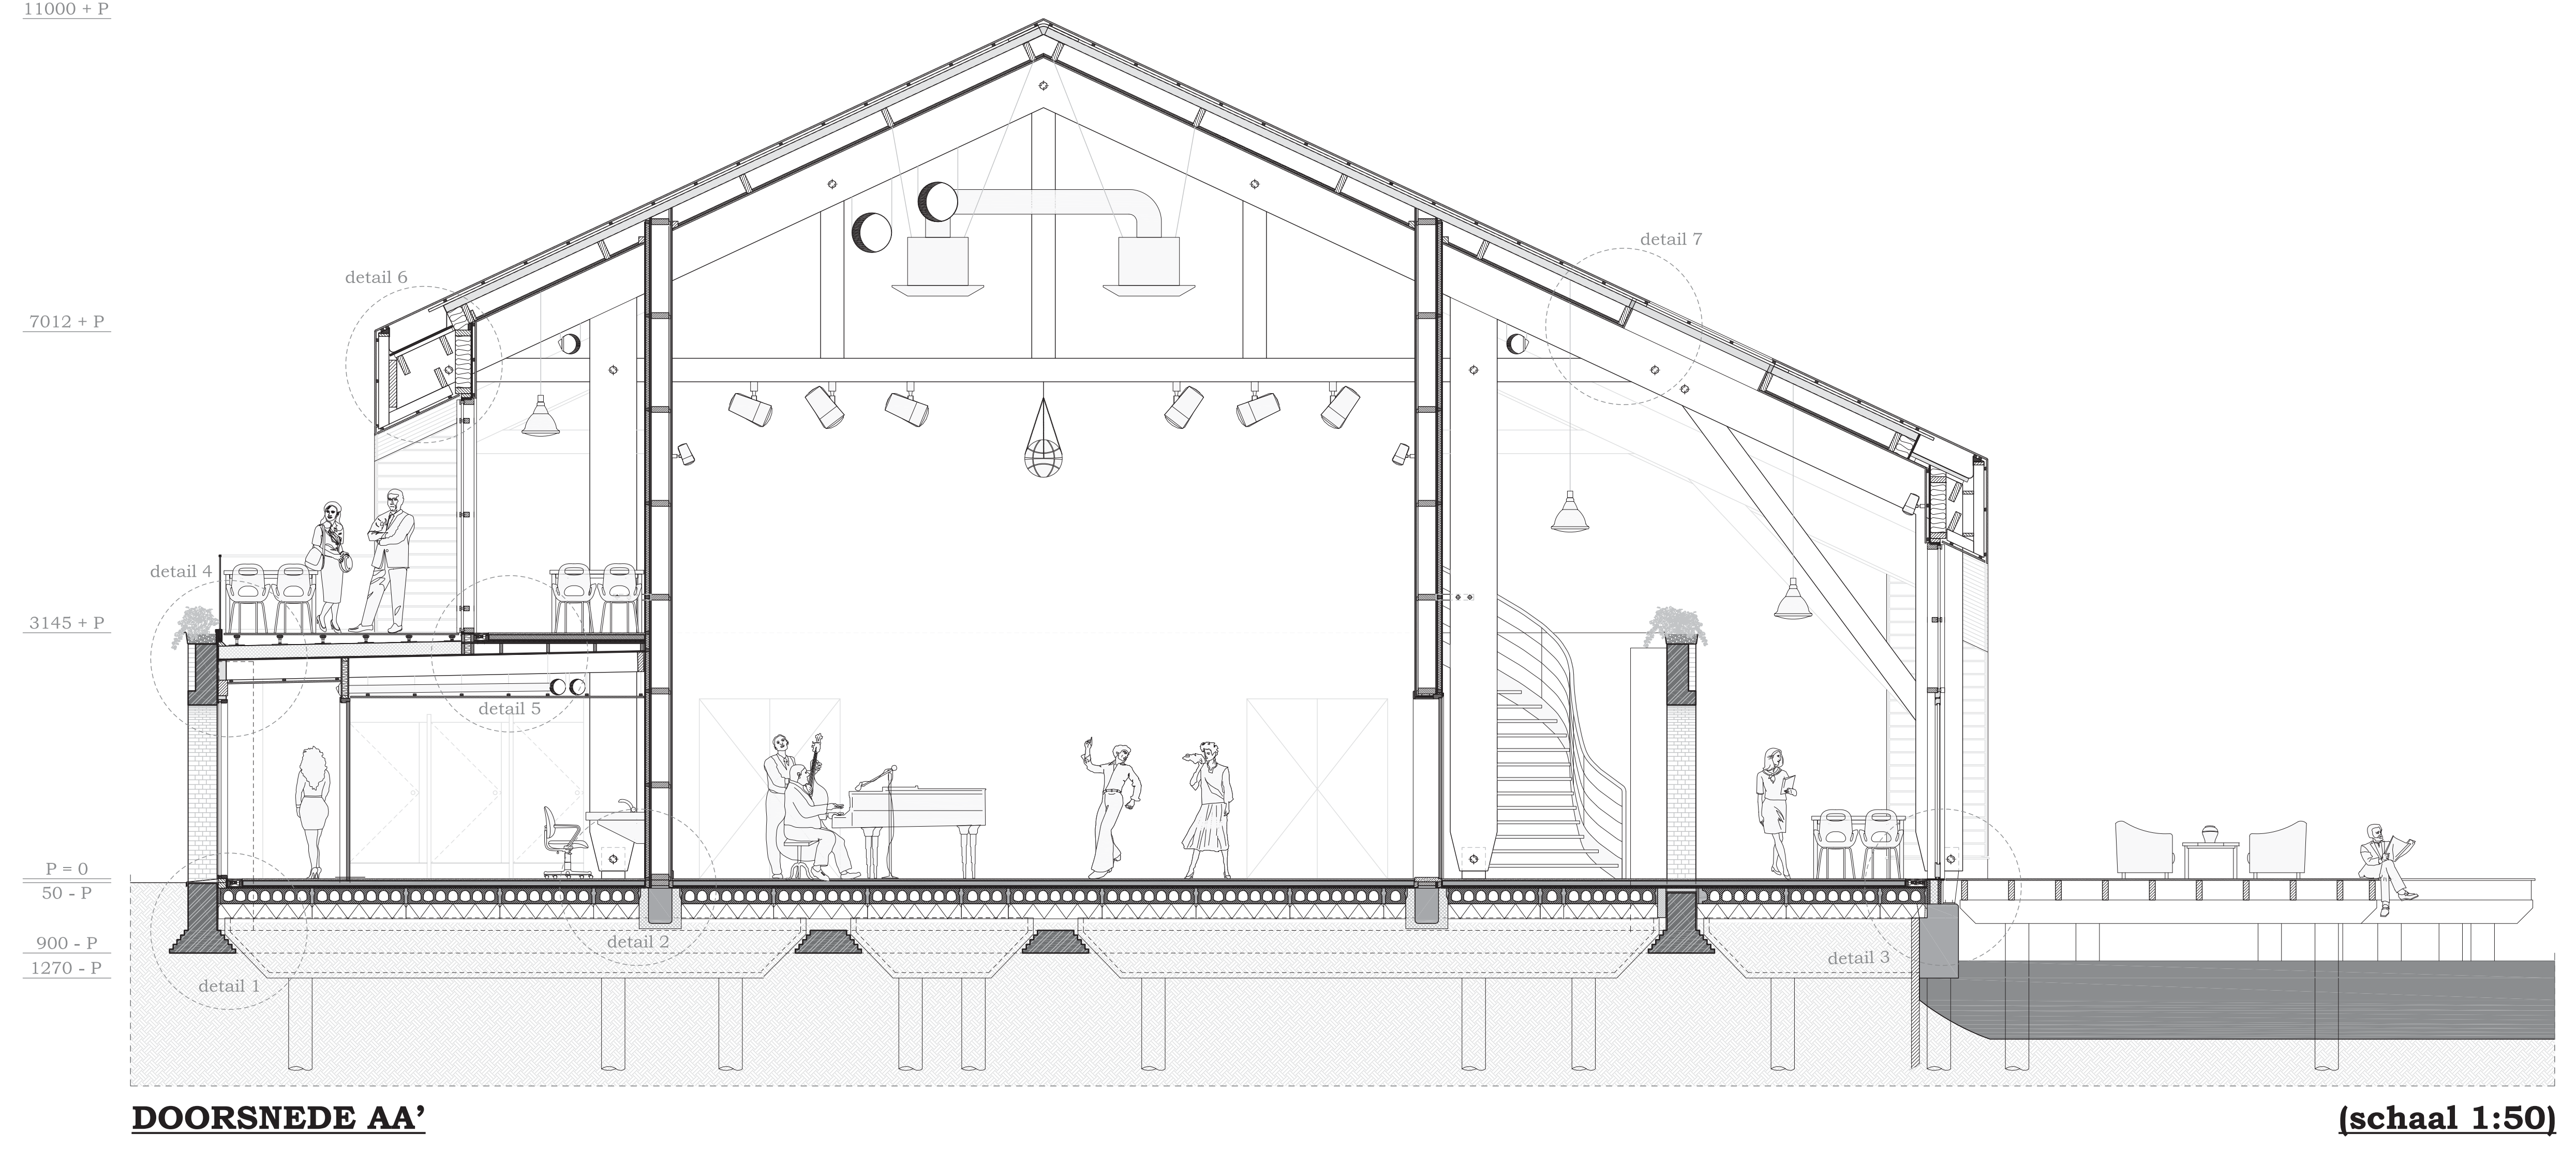 11000 + P
detail 7
detail 6
7012 + P
detail 4
3145 + P
detail 5
P = 0
50 - P
900 - P
detail 2
detail 3
1270 - P
detail 1
DOORSNEDE AA’
(schaal 1:50)